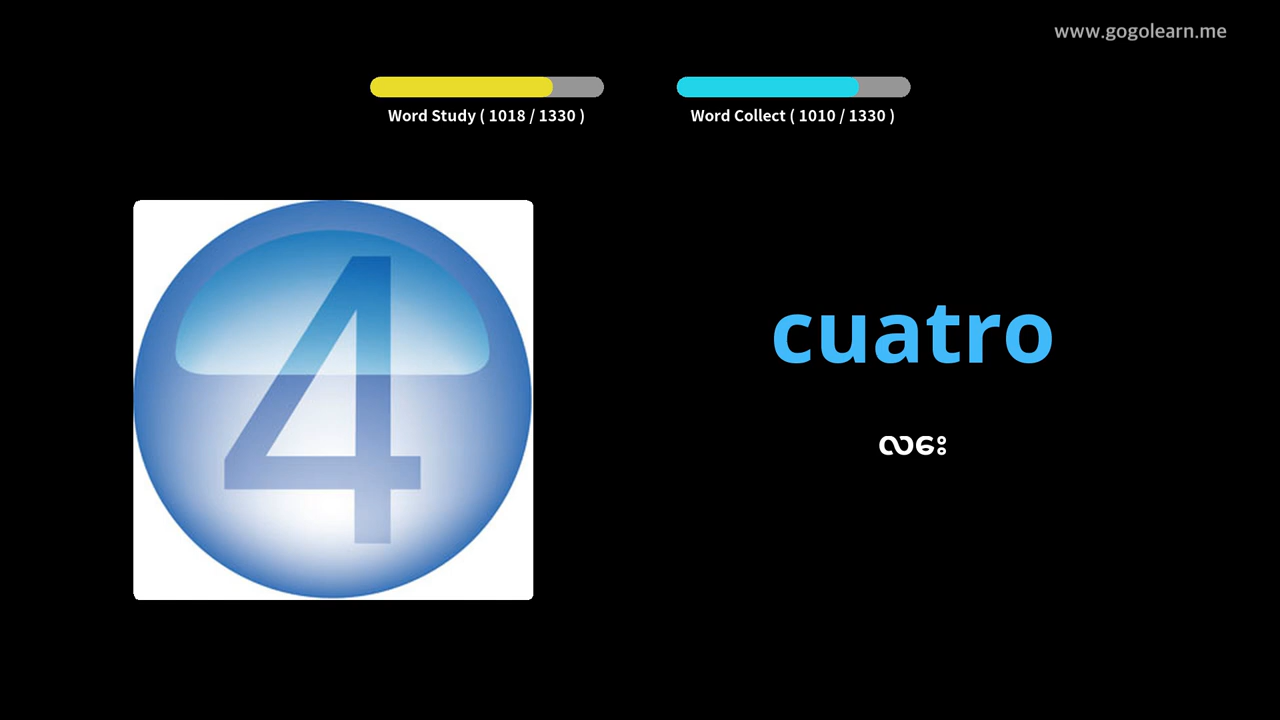 www.gogolearn.me
Word Study ( 1018 / 1330 )
Word Collect ( 1010 / 1330 )
4
cuatro
လေး